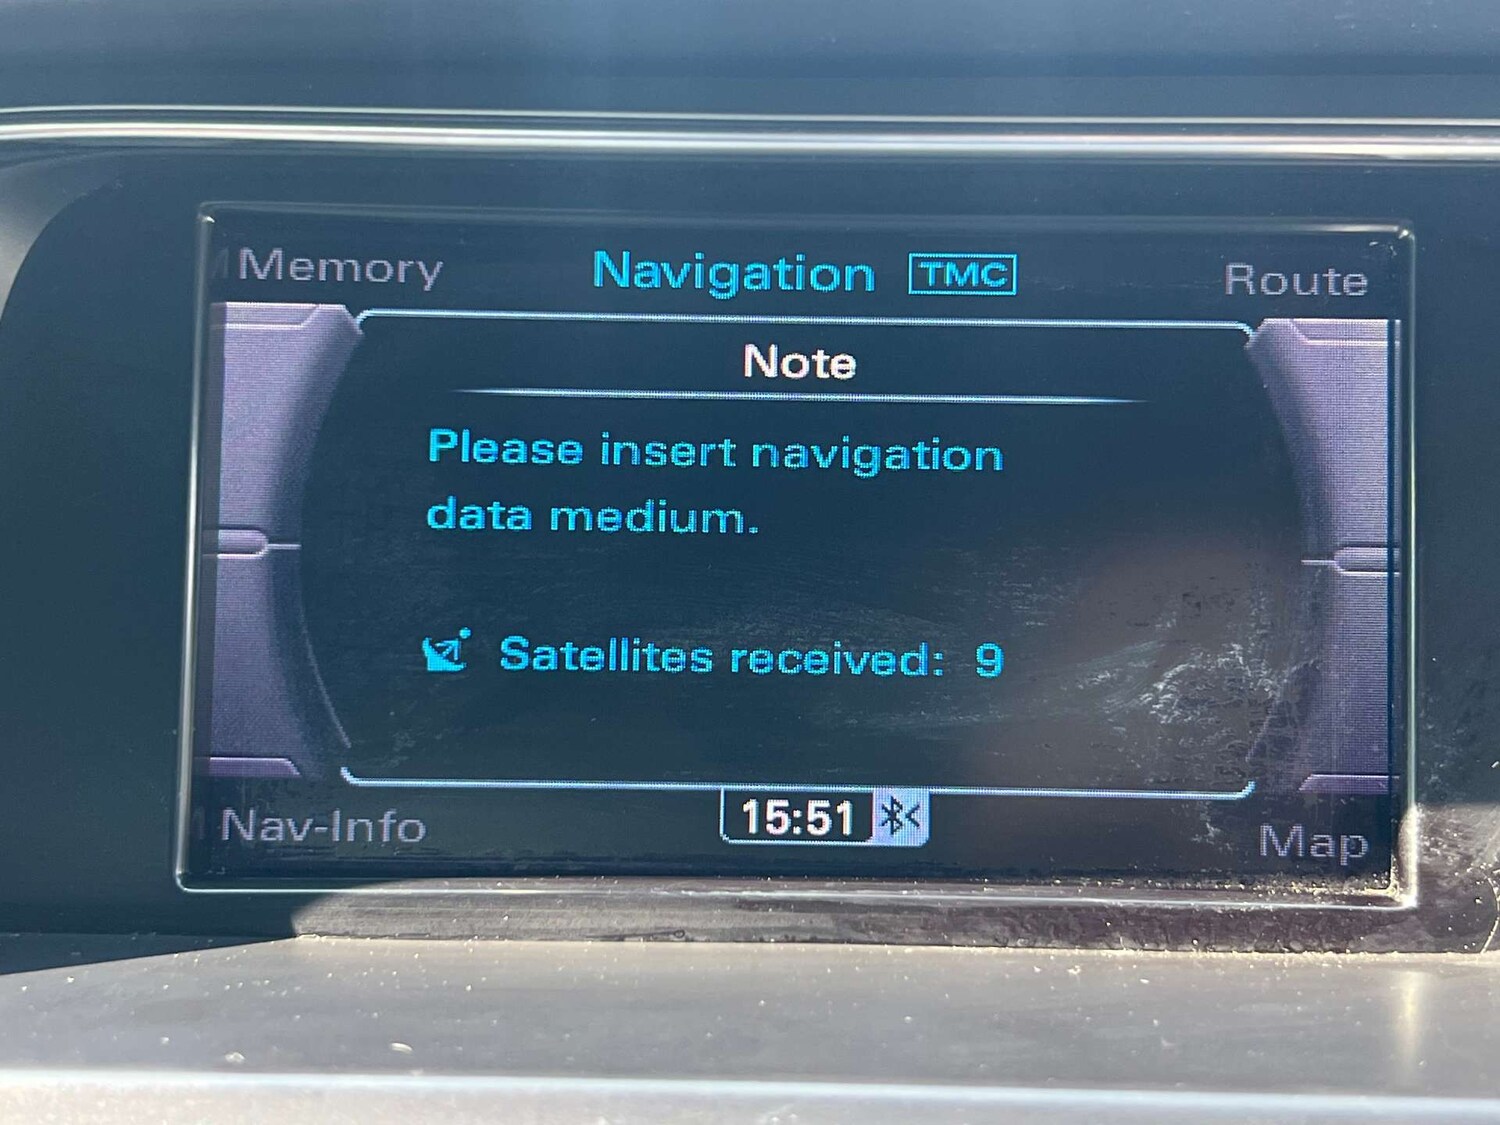 Memory
Navigation TMC
Route
Note
Please insert navigation
data medium.
Satellites received: 9
Nav-Info
15:51
Map